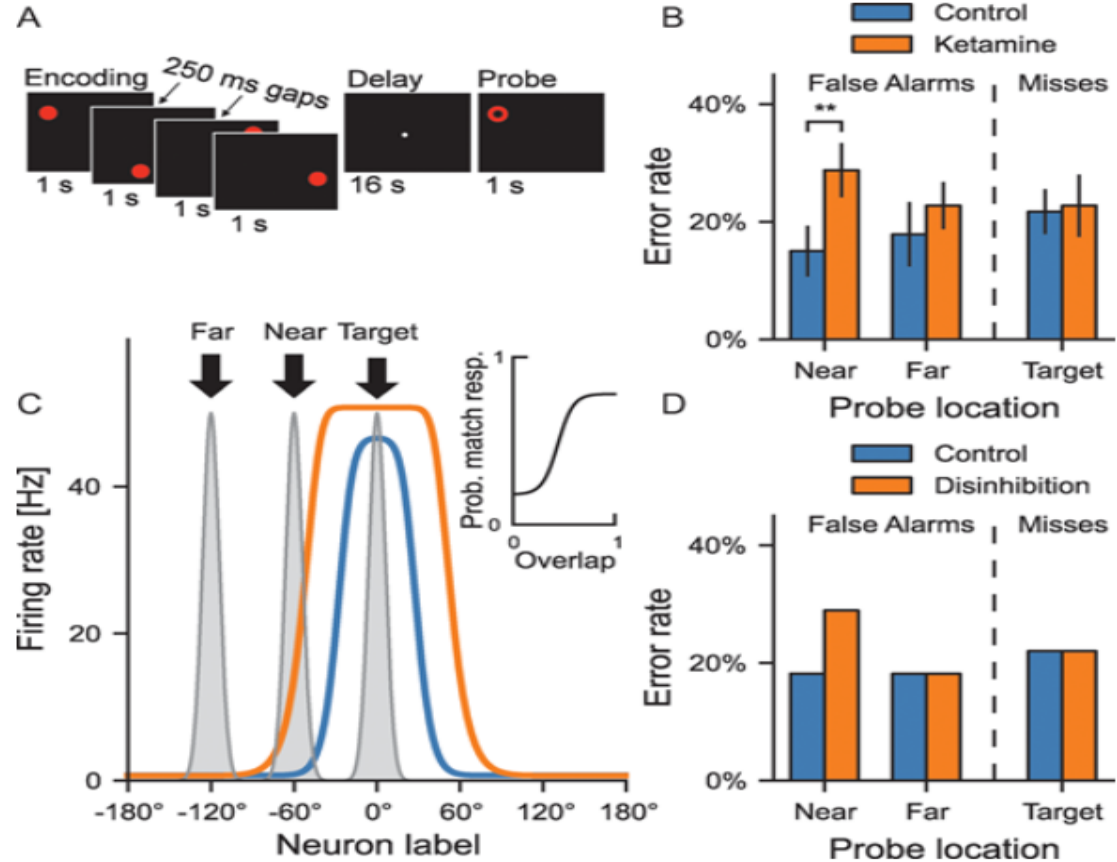 A
Encoding
250 ms gaps
Delay
Probe
1 s
1 s
1 s
1 s
16 s
1 s
B
Control
Ketamine
False Alarms
Misses
**
40%
20%
0%
Error rate
Near
Far
Target
Probe location
C
Far
Near
Target
Firing rate [Hz]
40
20
0
-180°
-120°
-60°
0°
60°
120°
180°
Neuron label
Prob. match resp.
1
0
0
1
Overlap
D
Control
Disinhibition
False Alarms
Misses
40%
20%
0%
Error rate
Near
Far
Target
Probe location